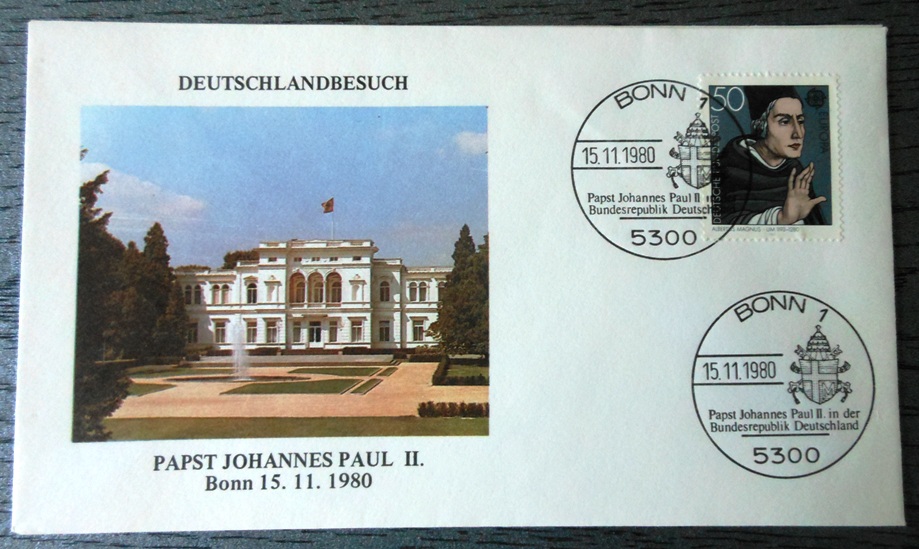 DEUTSCHLANDBESUCH
PAPST JOHANNES PAUL II.
Bonn 15. 11. 1980
BONN 1
15.11.1980
Papst Johannes Paul II. in
Bundesrepublik Deutsch
5300
50
DEUTSCHE
POST
ALBERTUS MAGNUS
BONN 1
15.11.1980
Papst Johannes Paul II. in der
Bundesrepublik Deutschland
5300